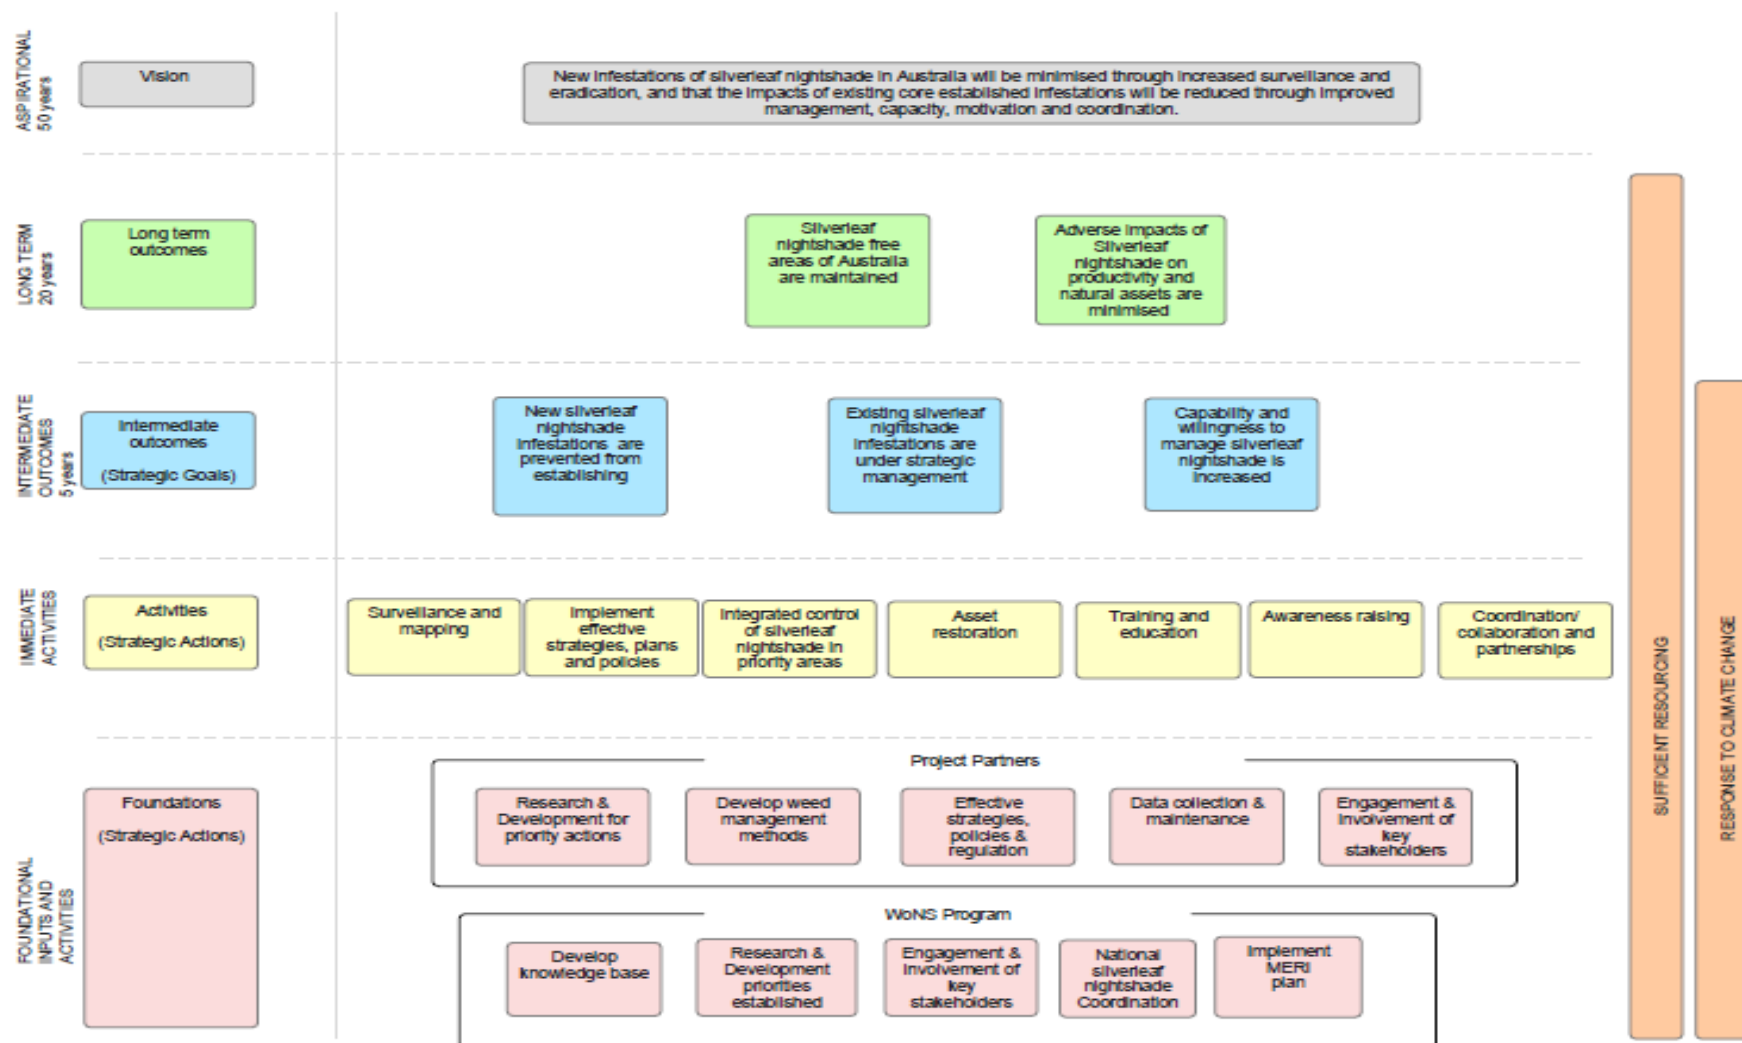 ASPIRATIONAL
50 years
Vision
New infestations of silverleaf nightshade in Australia will be minimised through increased surveillance and
eradication, and that the impacts of existing core established infestations will be reduced through improved
management, capacity, motivation and coordination.
LONG TERM
20 years
Long term
outcomes
Silverleaf
nightshade free
areas of Australia
are maintained
Adverse impacts of
Silverleaf
nightshade on
productivity and
natural assets are
minimised
INTERMEDIATE
OUTCOMES
5 years
Intermediate
outcomes
(Strategic Goals)
New silverleaf
nightshade
infestations are
prevented from
establishing
Existing silverleaf
nightshade
infestations are
under strategic
management
Capability and
willingness to
manage silverleaf
nightshade is
increased
IMMEDIATE
ACTIVITIES
Activities
(Strategic Actions)
Surveillance and
mapping
Implement
effective
strategies, plans
and policies
Integrated control
of silverleaf
nightshade in
priority areas
Asset
restoration
Training and
education
Awareness raising
Coordination/
collaboration and
partnerships
FOUNDATIONAL
INPUTS AND
ACTIVITIES
Foundations
(Strategic Actions)
Project Partners
Research &
Development for
priority actions
Develop weed
management
methods
Effective
strategies,
policies &
regulation
Data collection &
maintenance
Engagement &
Involvement of
key
stakeholders
WoNS Program
Develop
knowledge base
Research &
Development
priorities
established
Engagement &
Involvement of
key
stakeholders
National
silverleaf
nightshade
Coordination
Implement
MERI
plan
SUFFICIENT RESOURCING
RESPONSE TO CLIMATE CHANGE